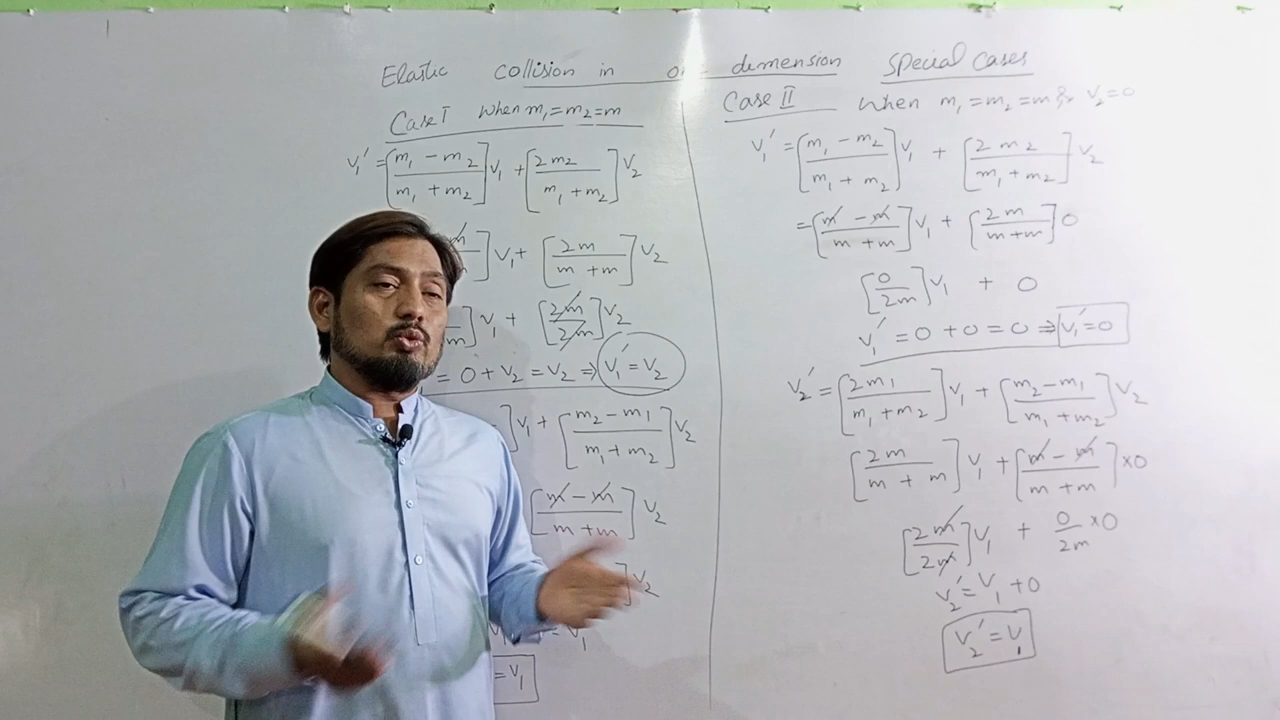 Elastic collision in dimension special cases
Case I when m₁=m₂=m
v₁' = [m₁ - m₂ / m₁ + m₂] v₁ + [2m₂ / m₁+m₂] v₂
] v₁ + [2m / m + m] v₂
m] v₁ + [2m / 2m] v₂
= 0 + v₂ = v₂ ⇒ v₁' = v₂
] v₁ + [m₂ - m₁ / m₁ + m₂] v₂
[m - m / m + m] v₂
] v₂
= v₁
= v₁
Case II when m₁=m₂=m & v₂=0
v₁' = [m₁ - m₂ / m₁ + m₂] v₁ + [2 m₂ / m₁ + m₂] v₂
= [m - m / m + m] v₁ + [2m / m+m] 0
[0 / 2m] v₁ + 0
v₁' = 0 + 0 = 0 ⇒ v₁' = 0
v₂' = [2m₁ / m₁ + m₂] v₁ + [m₂ - m₁ / m₁ + m₂] v₂
[2m / m + m] v₁ + [m - m / m + m] ×0
[2m / 2m] v₁ + 0 / 2m ×0
v₂' = v₁ + 0
v₂' = v₁